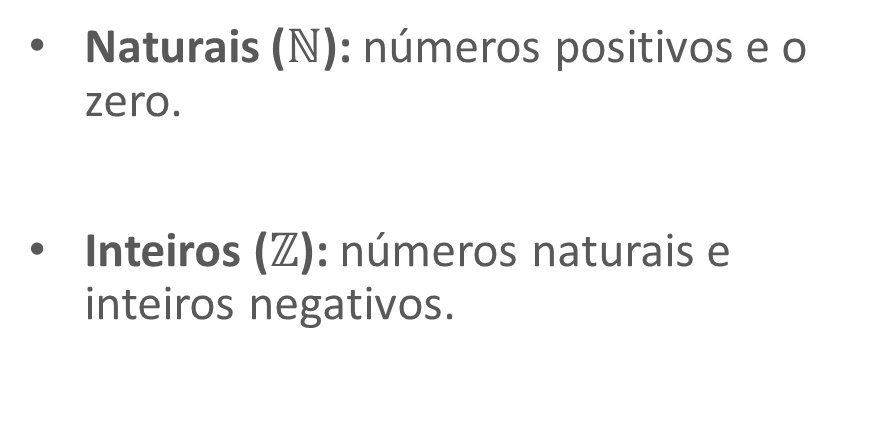 • Naturais (ℕ): números positivos e o
zero.
• Inteiros (ℤ): números naturais e
inteiros negativos.